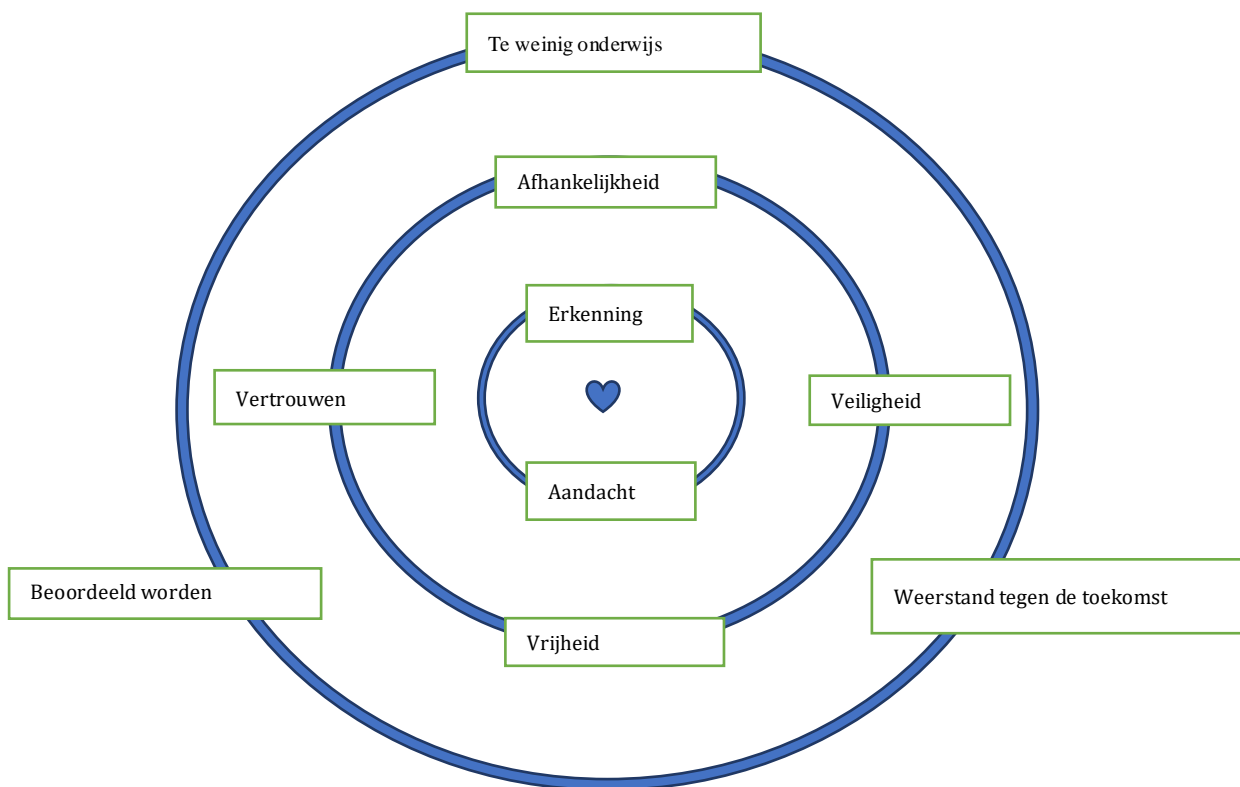 Te weinig onderwijs
Afhankelijkheid
Erkenning
Vertrouwen
Veiligheid
Aandacht
Beoordeeld worden
Weerstand tegen de toekomst
Vrijheid